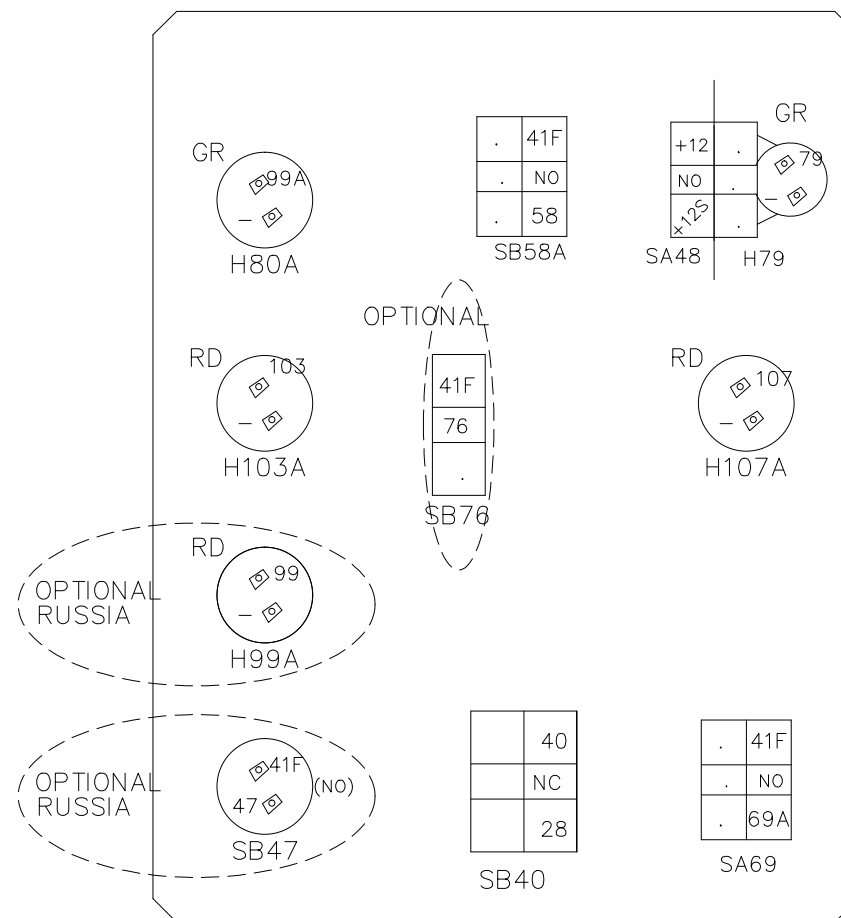 GR
99A
–
H80A
41F
NO
58
SB58A
GR
+12
NO
+12S
79
–
SA48
H79
OPTIONAL
41F
76
SB76
RD
103
–
H103A
RD
107
–
H107A
OPTIONAL
RUSSIA
RD
99
–
H99A
OPTIONAL
RUSSIA
41F
47
(NO)
SB47
40
NC
28
SB40
41F
NO
69A
SA69